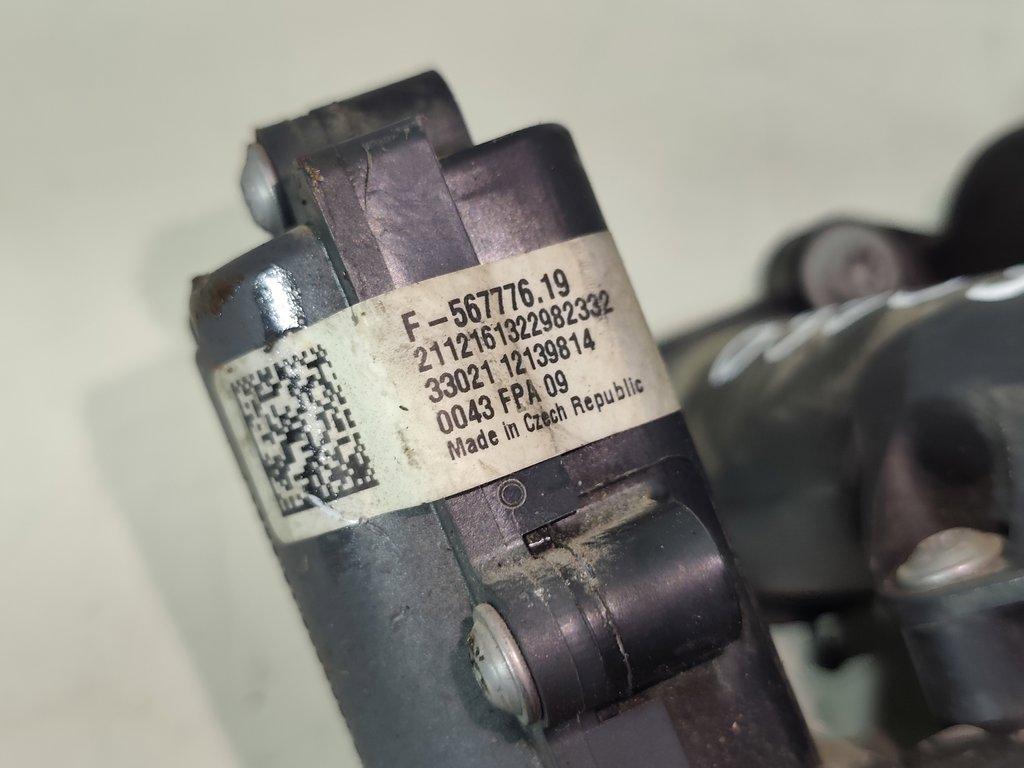 F-567776.19
2112161322982332
33021 12139814
0043 FPA 09
Made in Czech Republic